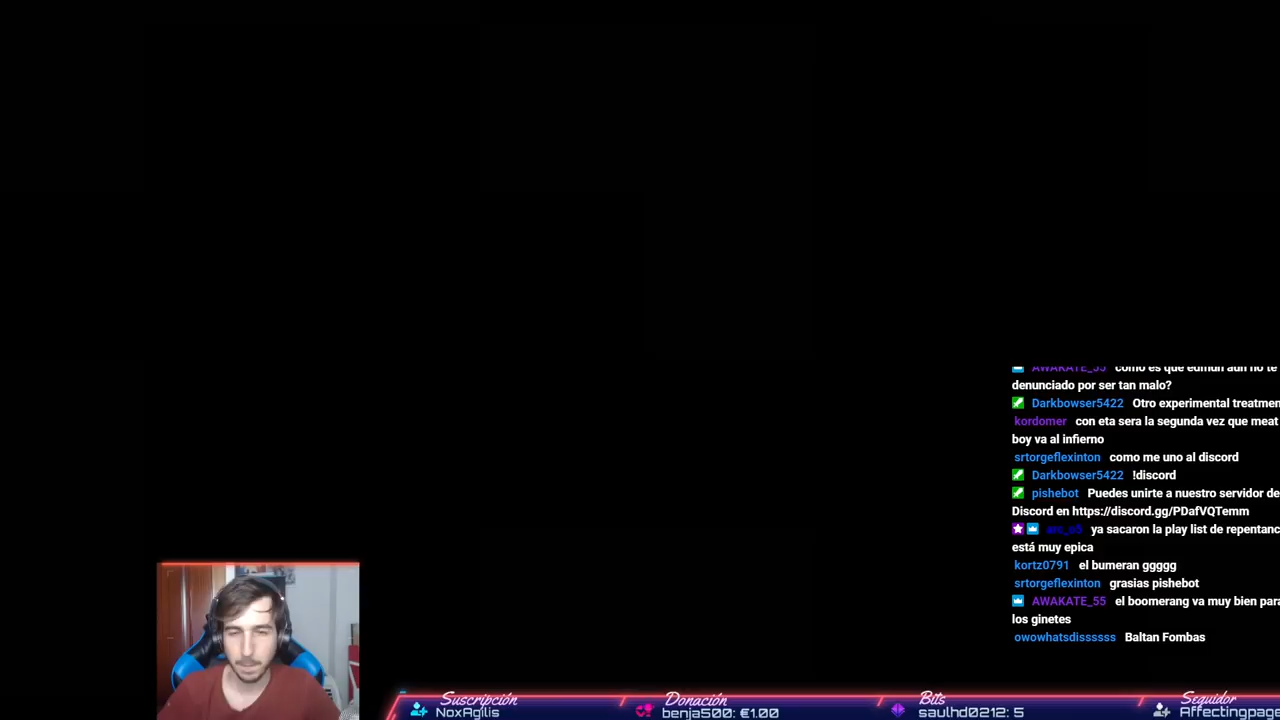 AWAKATE_55 como es que edmun aun no te
denunciado por ser tan malo?
Darkbowser5422 Otro experimental treatmen
kordomer con eta sera la segunda vez que meat
boy va al infierno
srtorgeflexinton como me uno al discord
Darkbowser5422 !discord
pishebot Puedes unirte a nuestro servidor de
Discord en https://discord.gg/PDafVQTemm
ya sacaron la play list de repentanc
está muy epica
kortz0791 el bumeran ggggg
srtorgeflexinton grasias pishebot
AWAKATE_55 el boomerang va muy bien para
los ginetes
owowhatsdissssss Baltan Fombas
Suscripción Donación Bits Seguidor
NoxAgilis benja500: €1.00 saulhd0212: 5 Affectingpage